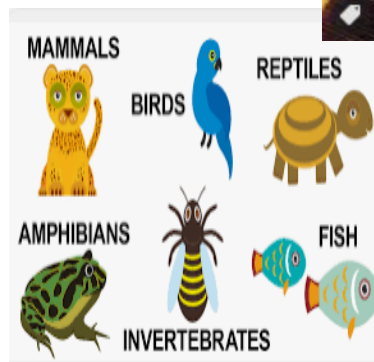 MAMMALS
BIRDS
REPTILES
AMPHIBIANS
INVERTEBRATES
FISH